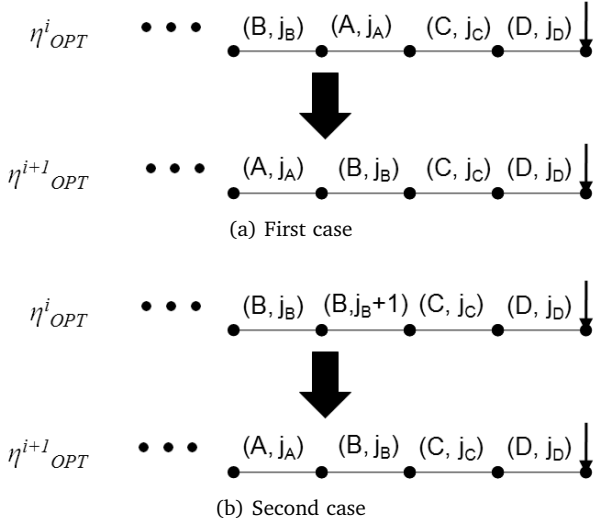 η^i_OPT • • • (B, j_B) (A, j_A) (C, j_C) (D, j_D)
η^{i+1}_OPT • • • (A, j_A) (B, j_B) (C, j_C) (D, j_D)
(a) First case
η^i_OPT • • • (B, j_B) (B,j_B+1) (C, j_C) (D, j_D)
η^{i+1}_OPT • • • (A, j_A) (B, j_B) (C, j_C) (D, j_D)
(b) Second case